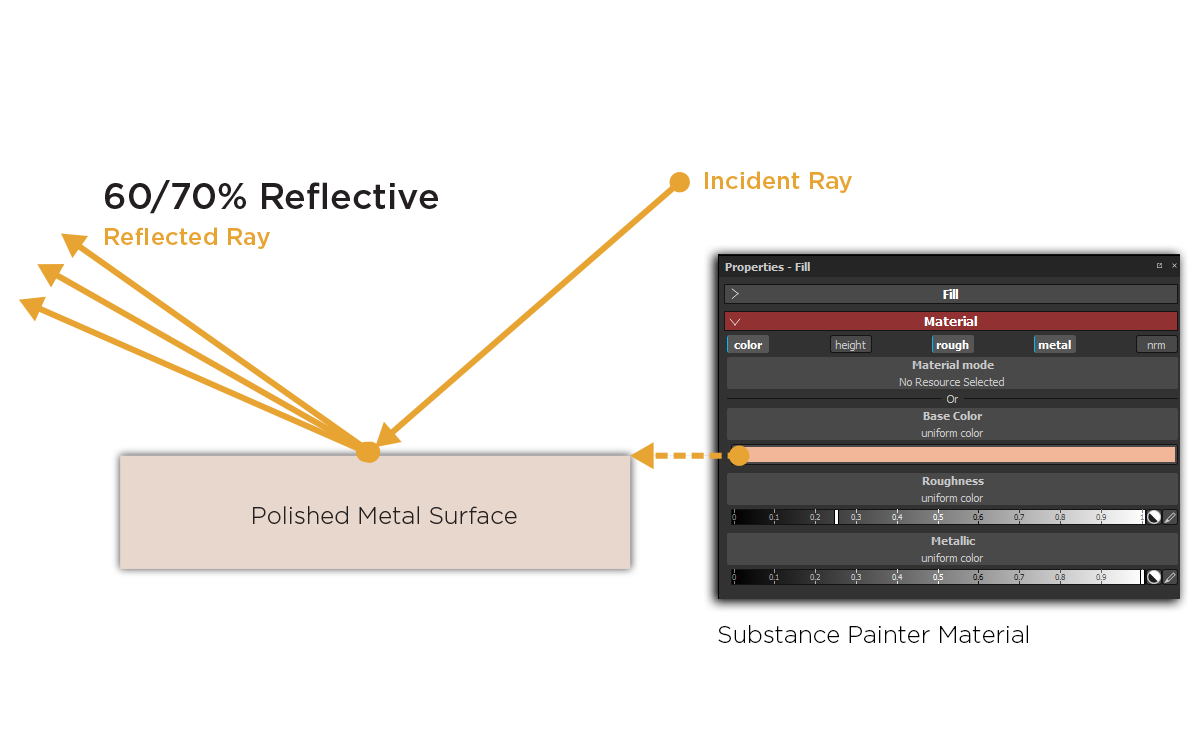 60/70% Reflective
Reflected Ray
Incident Ray
Polished Metal Surface
Properties - Fill
Fill
Material
color height rough metal nrm
Material mode
No Resource Selected
Or
Base Color
uniform color
Roughness
uniform color
0 0.1 0.2 0.3 0.4 0.5 0.6 0.7 0.8 0.9 1
Metallic
uniform color
0 0.1 0.2 0.3 0.4 0.5 0.6 0.7 0.8 0.9
Substance Painter Material